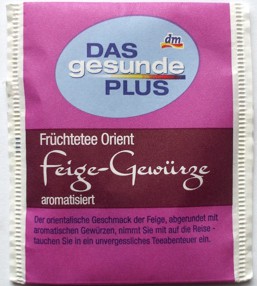 dm
DAS
gesunde
PLUS
Früchtetee Orient
Feige-Gewürze
aromatisiert
Der orientalische Geschmack der Feige, abgerundet mit
aromatischen Gewürzen, nimmt Sie mit auf die Reise -
tauchen Sie in ein unvergessliches Teeabenteuer ein.